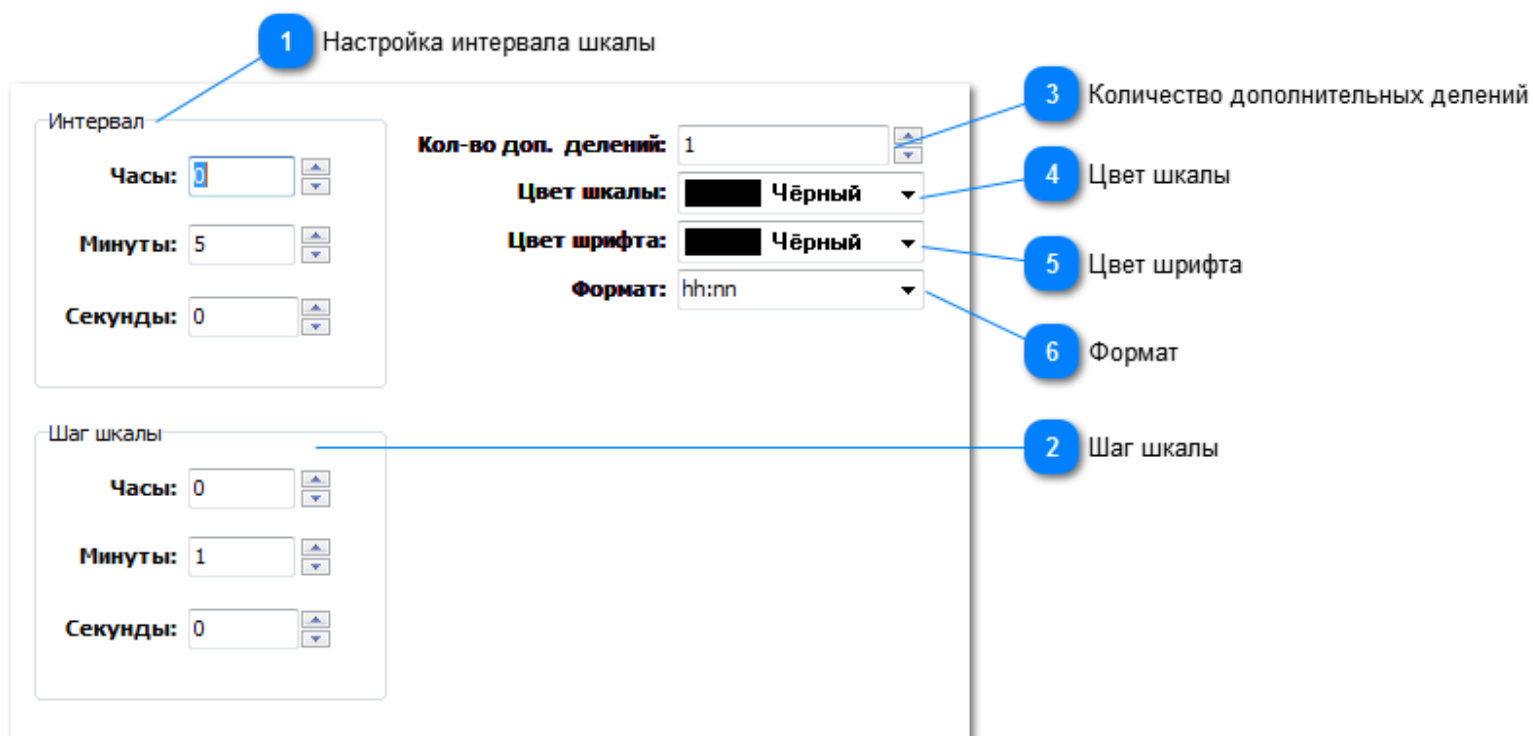 1 Настройка интервала шкалы
3 Количество дополнительных делений
Интервал
Кол-во доп. делений: 1
Часы: 0
4 Цвет шкалы
Цвет шкалы: Чёрный
Минуты: 5
Цвет шрифта: Чёрный
5 Цвет шрифта
Формат: hh:nn
Секунды: 0
6 Формат
Шаг шкалы
2 Шаг шкалы
Часы: 0
Минуты: 1
Секунды: 0